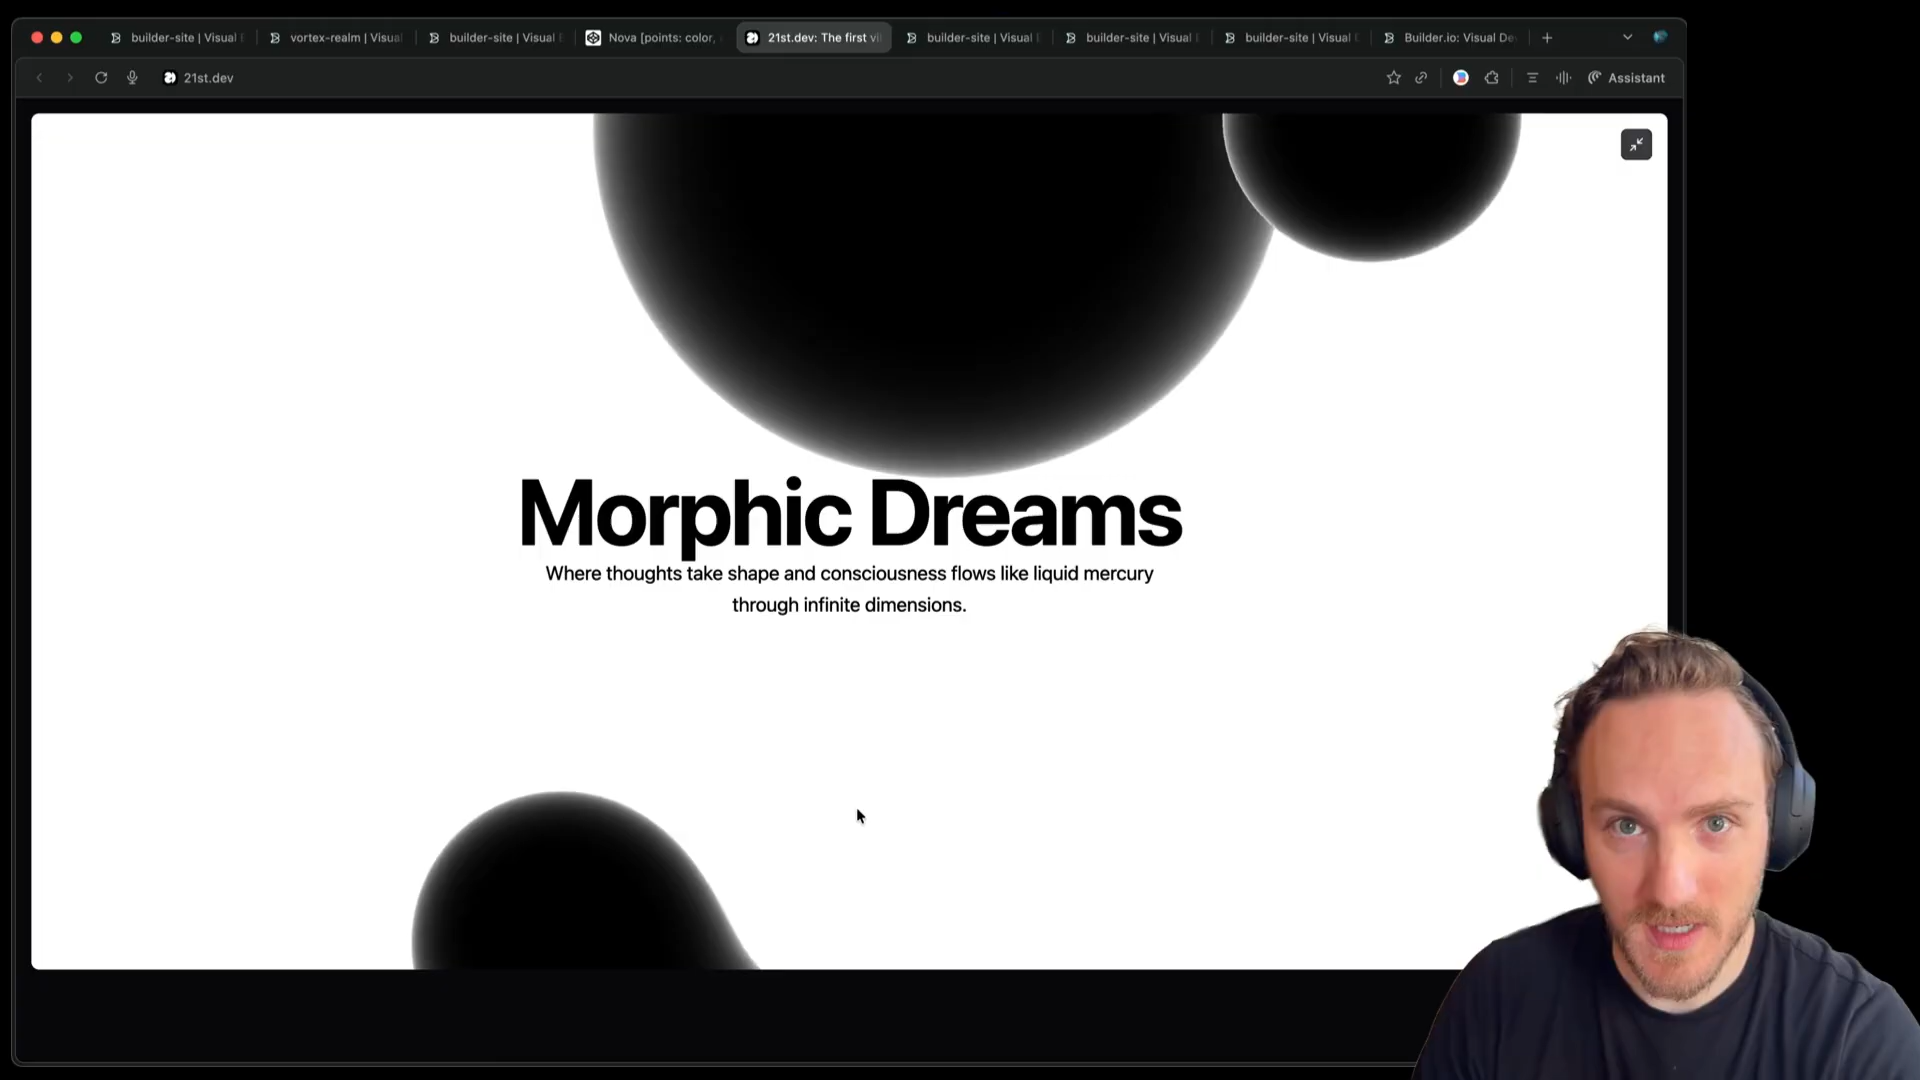 builder-site | Visual
vortex-realm | Visual
builder-site | Visual
Nova [points: color,
21st.dev: The first vi
builder-site | Visual
builder-site | Visual
builder-site | Visual
Builder.io: Visual De
21st.dev
Assistant
Morphic Dreams
Where thoughts take shape and consciousness flows like liquid mercury
through infinite dimensions.